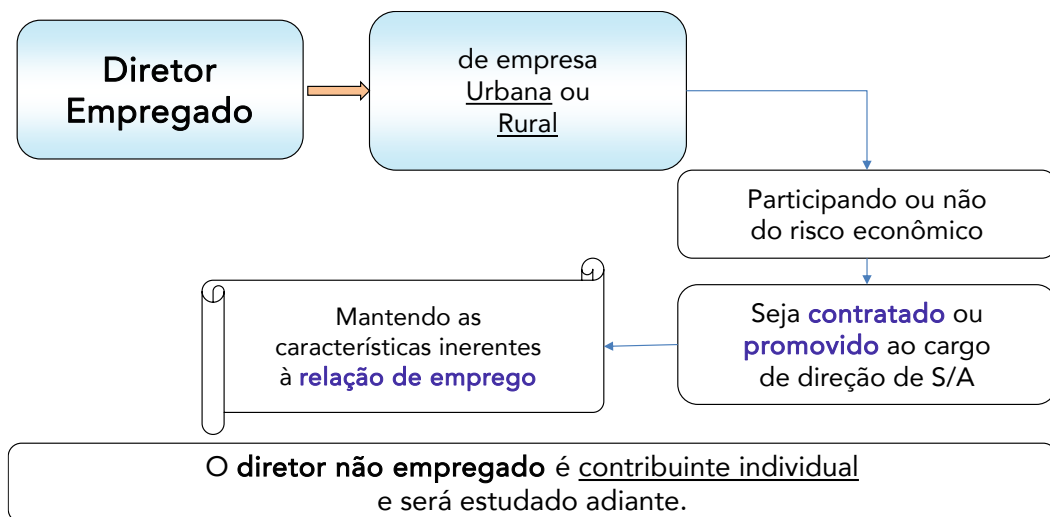 Diretor
Empregado
de empresa
Urbana ou
Rural
Participando ou não
do risco econômico
Seja contratado ou
promovido ao cargo
de direção de S/A
Mantendo as
características inerentes
à relação de emprego
O diretor não empregado é contribuinte individual
e será estudado adiante.